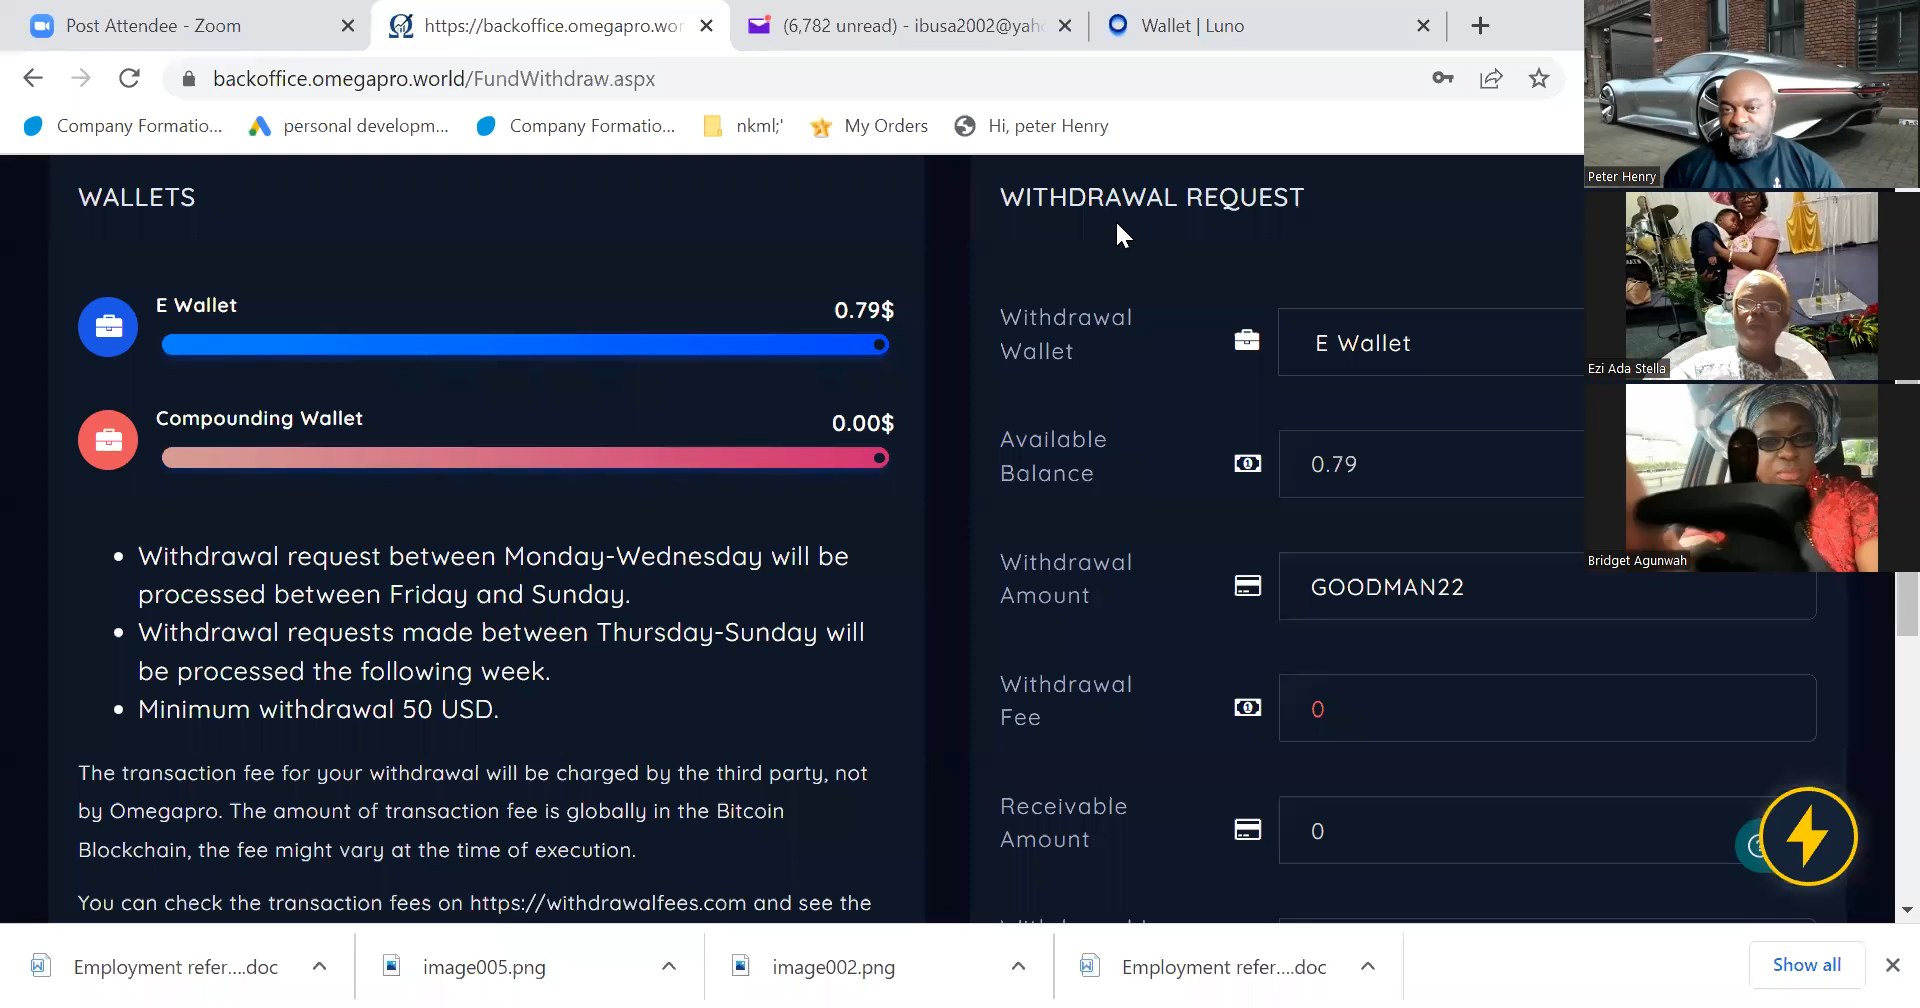 Post Attendee - Zoom
https://backoffice.omegapro.wor
(6,782 unread) - ibusa2002@yah
Wallet | Luno
backoffice.omegapro.world/FundWithdraw.aspx
Company Formatio...
personal developm...
Company Formatio...
nkml;'
My Orders
Hi, peter Henry
WALLETS
E Wallet
0.79$
Compounding Wallet
0.00$
• Withdrawal request between Monday-Wednesday will be
processed between Friday and Sunday.
• Withdrawal requests made between Thursday-Sunday will
be processed the following week.
• Minimum withdrawal 50 USD.
The transaction fee for your withdrawal will be charged by the third party, not
by Omegapro. The amount of transaction fee is globally in the Bitcoin
Blockchain, the fee might vary at the time of execution.
You can check the transaction fees on https://withdrawalfees.com and see the
WITHDRAWAL REQUEST
Withdrawal
Wallet
E Wallet
Available
Balance
0.79
Withdrawal
Amount
GOODMAN22
Withdrawal
Fee
0
Receivable
Amount
0
Peter Henry
Ezi Ada Stella
Bridget Agunwah
Employment refer....doc
image005.png
image002.png
Employment refer....doc
Show all